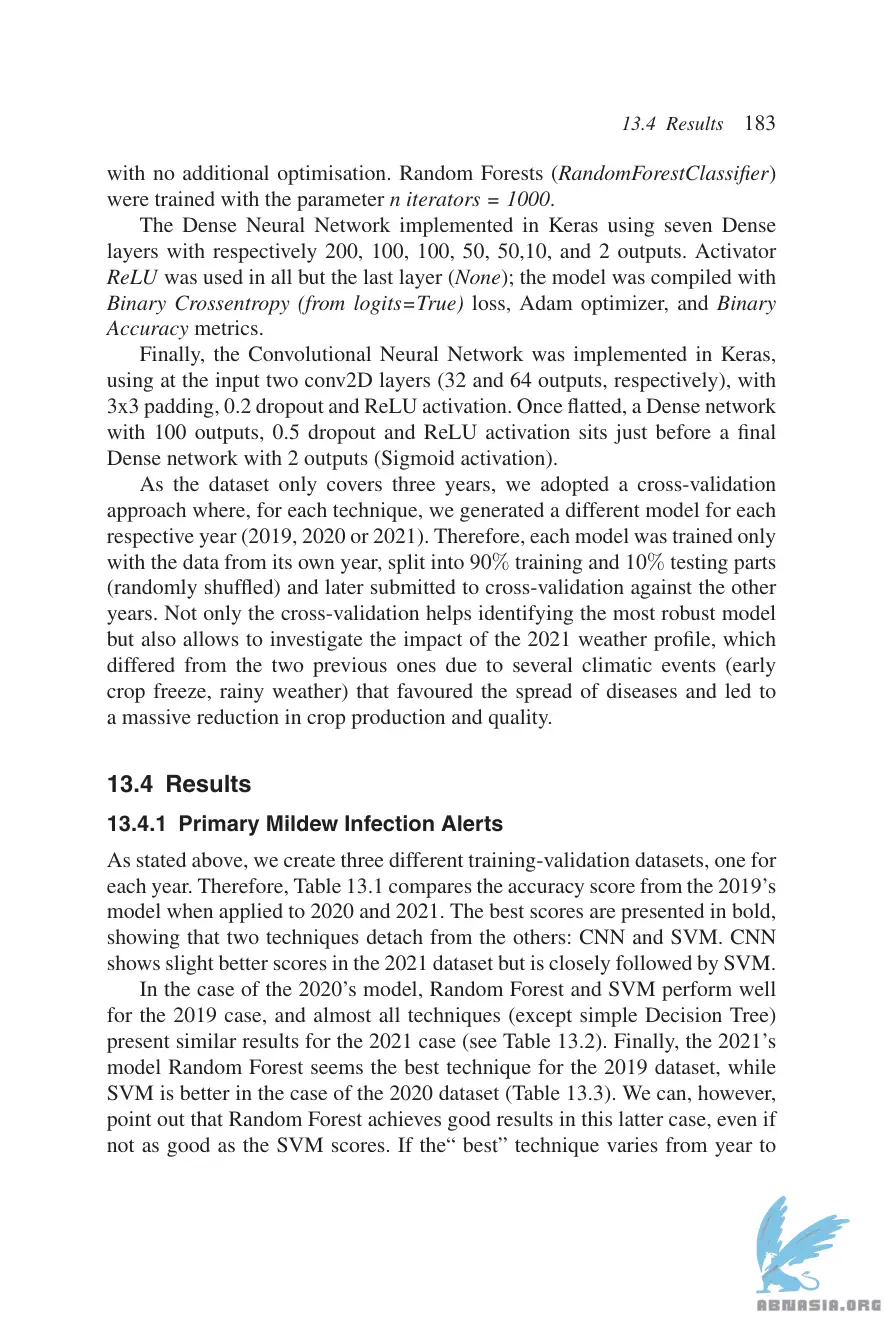 13.4 Results 183
with no additional optimisation. Random Forests (RandomForestClassifier)
were trained with the parameter n iterators = 1000.
The Dense Neural Network implemented in Keras using seven Dense
layers with respectively 200, 100, 100, 50, 50,10, and 2 outputs. Activator
ReLU was used in all but the last layer (None); the model was compiled with
Binary Crossentropy (from logits=True) loss, Adam optimizer, and Binary
Accuracy metrics.
Finally, the Convolutional Neural Network was implemented in Keras,
using at the input two conv2D layers (32 and 64 outputs, respectively), with
3x3 padding, 0.2 dropout and ReLU activation. Once flatted, a Dense network
with 100 outputs, 0.5 dropout and ReLU activation sits just before a final
Dense network with 2 outputs (Sigmoid activation).
As the dataset only covers three years, we adopted a cross-validation
approach where, for each technique, we generated a different model for each
respective year (2019, 2020 or 2021). Therefore, each model was trained only
with the data from its own year, split into 90% training and 10% testing parts
(randomly shuffled) and later submitted to cross-validation against the other
years. Not only the cross-validation helps identifying the most robust model
but also allows to investigate the impact of the 2021 weather profile, which
differed from the two previous ones due to several climatic events (early
crop freeze, rainy weather) that favoured the spread of diseases and led to
a massive reduction in crop production and quality.
13.4 Results
13.4.1 Primary Mildew Infection Alerts
As stated above, we create three different training-validation datasets, one for
each year. Therefore, Table 13.1 compares the accuracy score from the 2019’s
model when applied to 2020 and 2021. The best scores are presented in bold,
showing that two techniques detach from the others: CNN and SVM. CNN
shows slight better scores in the 2021 dataset but is closely followed by SVM.
In the case of the 2020’s model, Random Forest and SVM perform well
for the 2019 case, and almost all techniques (except simple Decision Tree)
present similar results for the 2021 case (see Table 13.2). Finally, the 2021’s
model Random Forest seems the best technique for the 2019 dataset, while
SVM is better in the case of the 2020 dataset (Table 13.3). We can, however,
point out that Random Forest achieves good results in this latter case, even if
not as good as the SVM scores. If the“ best” technique varies from year to
ABNASIA.ORG